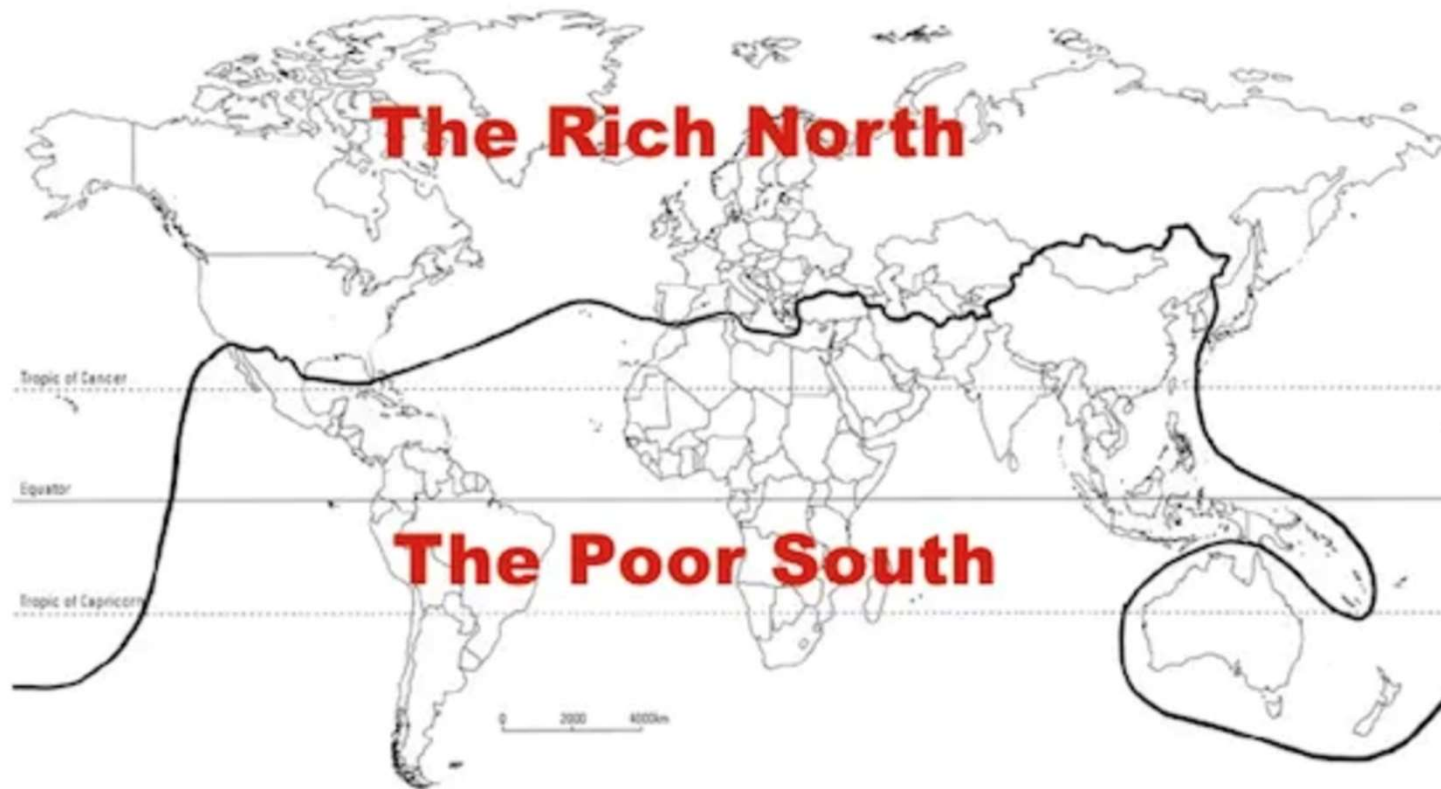 The Rich North
Tropic of Cancer
Equator
The Poor South
Tropic of Capricorn
0 2000 4000km